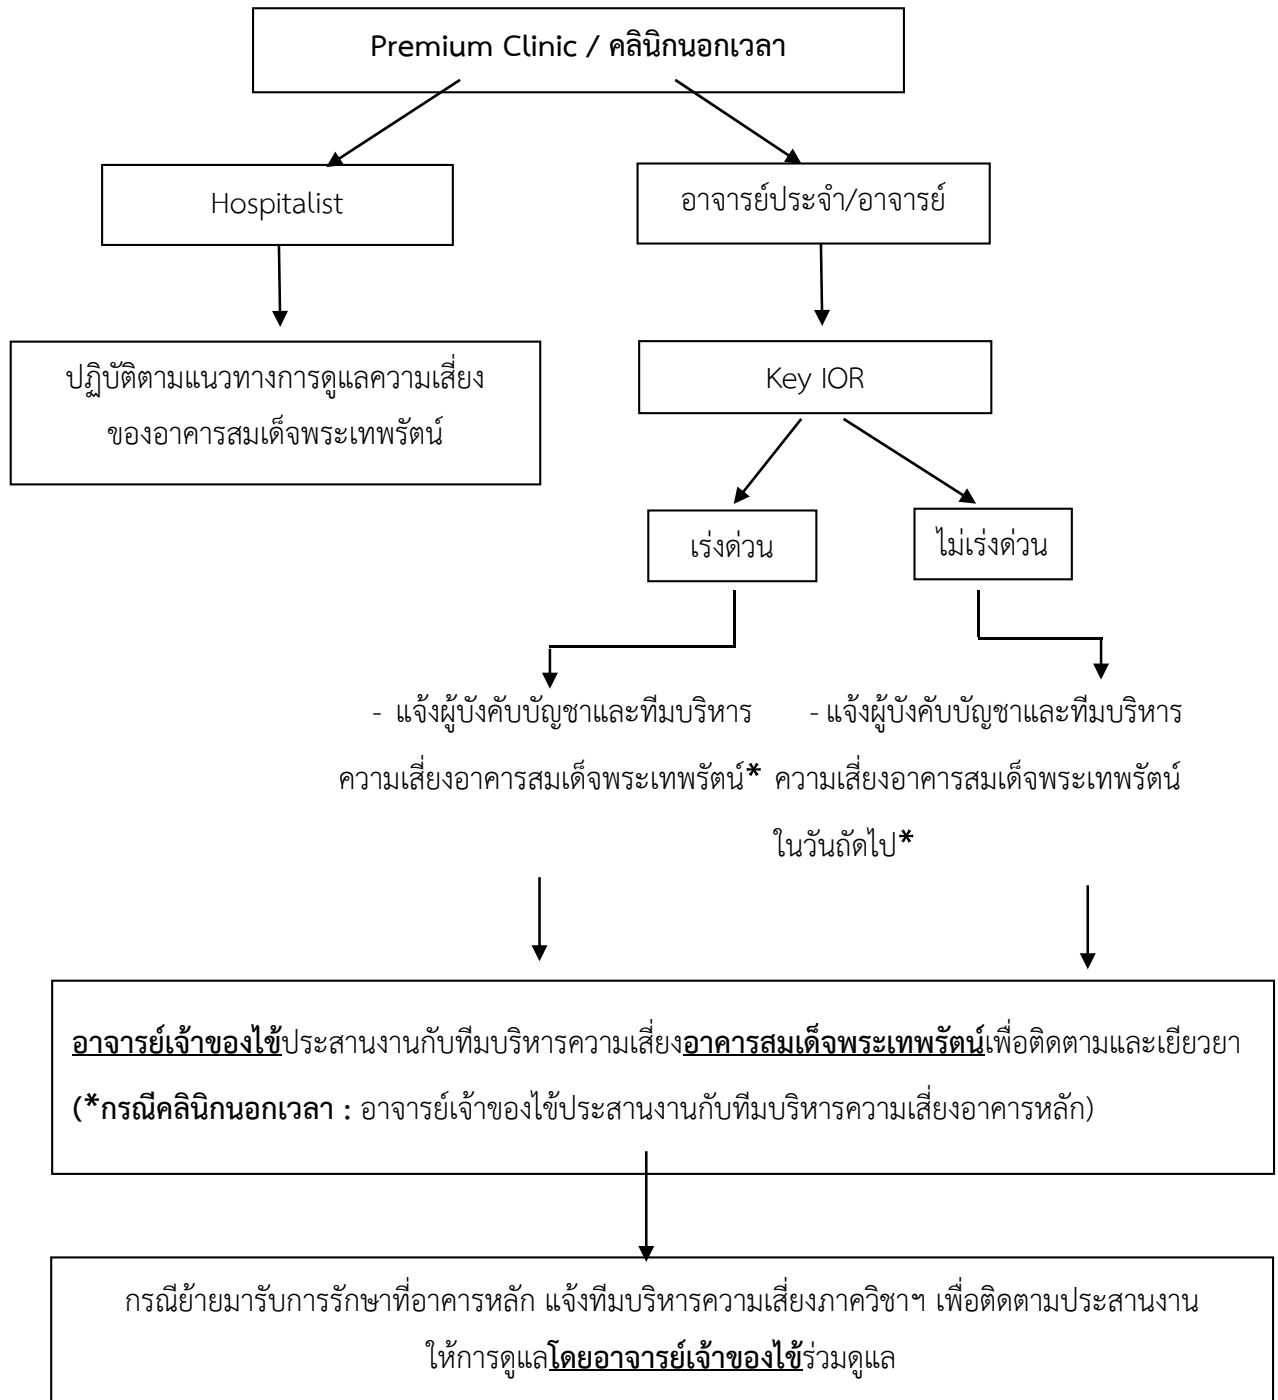 Premium Clinic / คลินิกนอกเวลา
Hospitalist
อาจารย์ประจำ/อาจารย์
ปฏิบัติตามแนวทางการดูแลความเสี่ยง
ของอาคารสมเด็จพระเทพรัตน์
Key IOR
เร่งด่วน
ไม่เร่งด่วน
- แจ้งผู้บังคับบัญชาและทีมบริหาร
ความเสี่ยงอาคารสมเด็จพระเทพรัตน์*
- แจ้งผู้บังคับบัญชาและทีมบริหาร
ความเสี่ยงอาคารสมเด็จพระเทพรัตน์
ในวันถัดไป*
อาจารย์เจ้าของไข้ประสานงานกับทีมบริหารความเสี่ยงอาคารสมเด็จพระเทพรัตน์เพื่อติดตามและเยียวยา
(*กรณีคลินิกนอกเวลา : อาจารย์เจ้าของไข้ประสานงานกับทีมบริหารความเสี่ยงอาคารหลัก)
กรณีย้ายมารับการรักษาที่อาคารหลัก แจ้งทีมบริหารความเสี่ยงภาควิชาฯ เพื่อติดตามประสานงาน
ให้การดูแลโดยอาจารย์เจ้าของไข้ร่วมดูแล